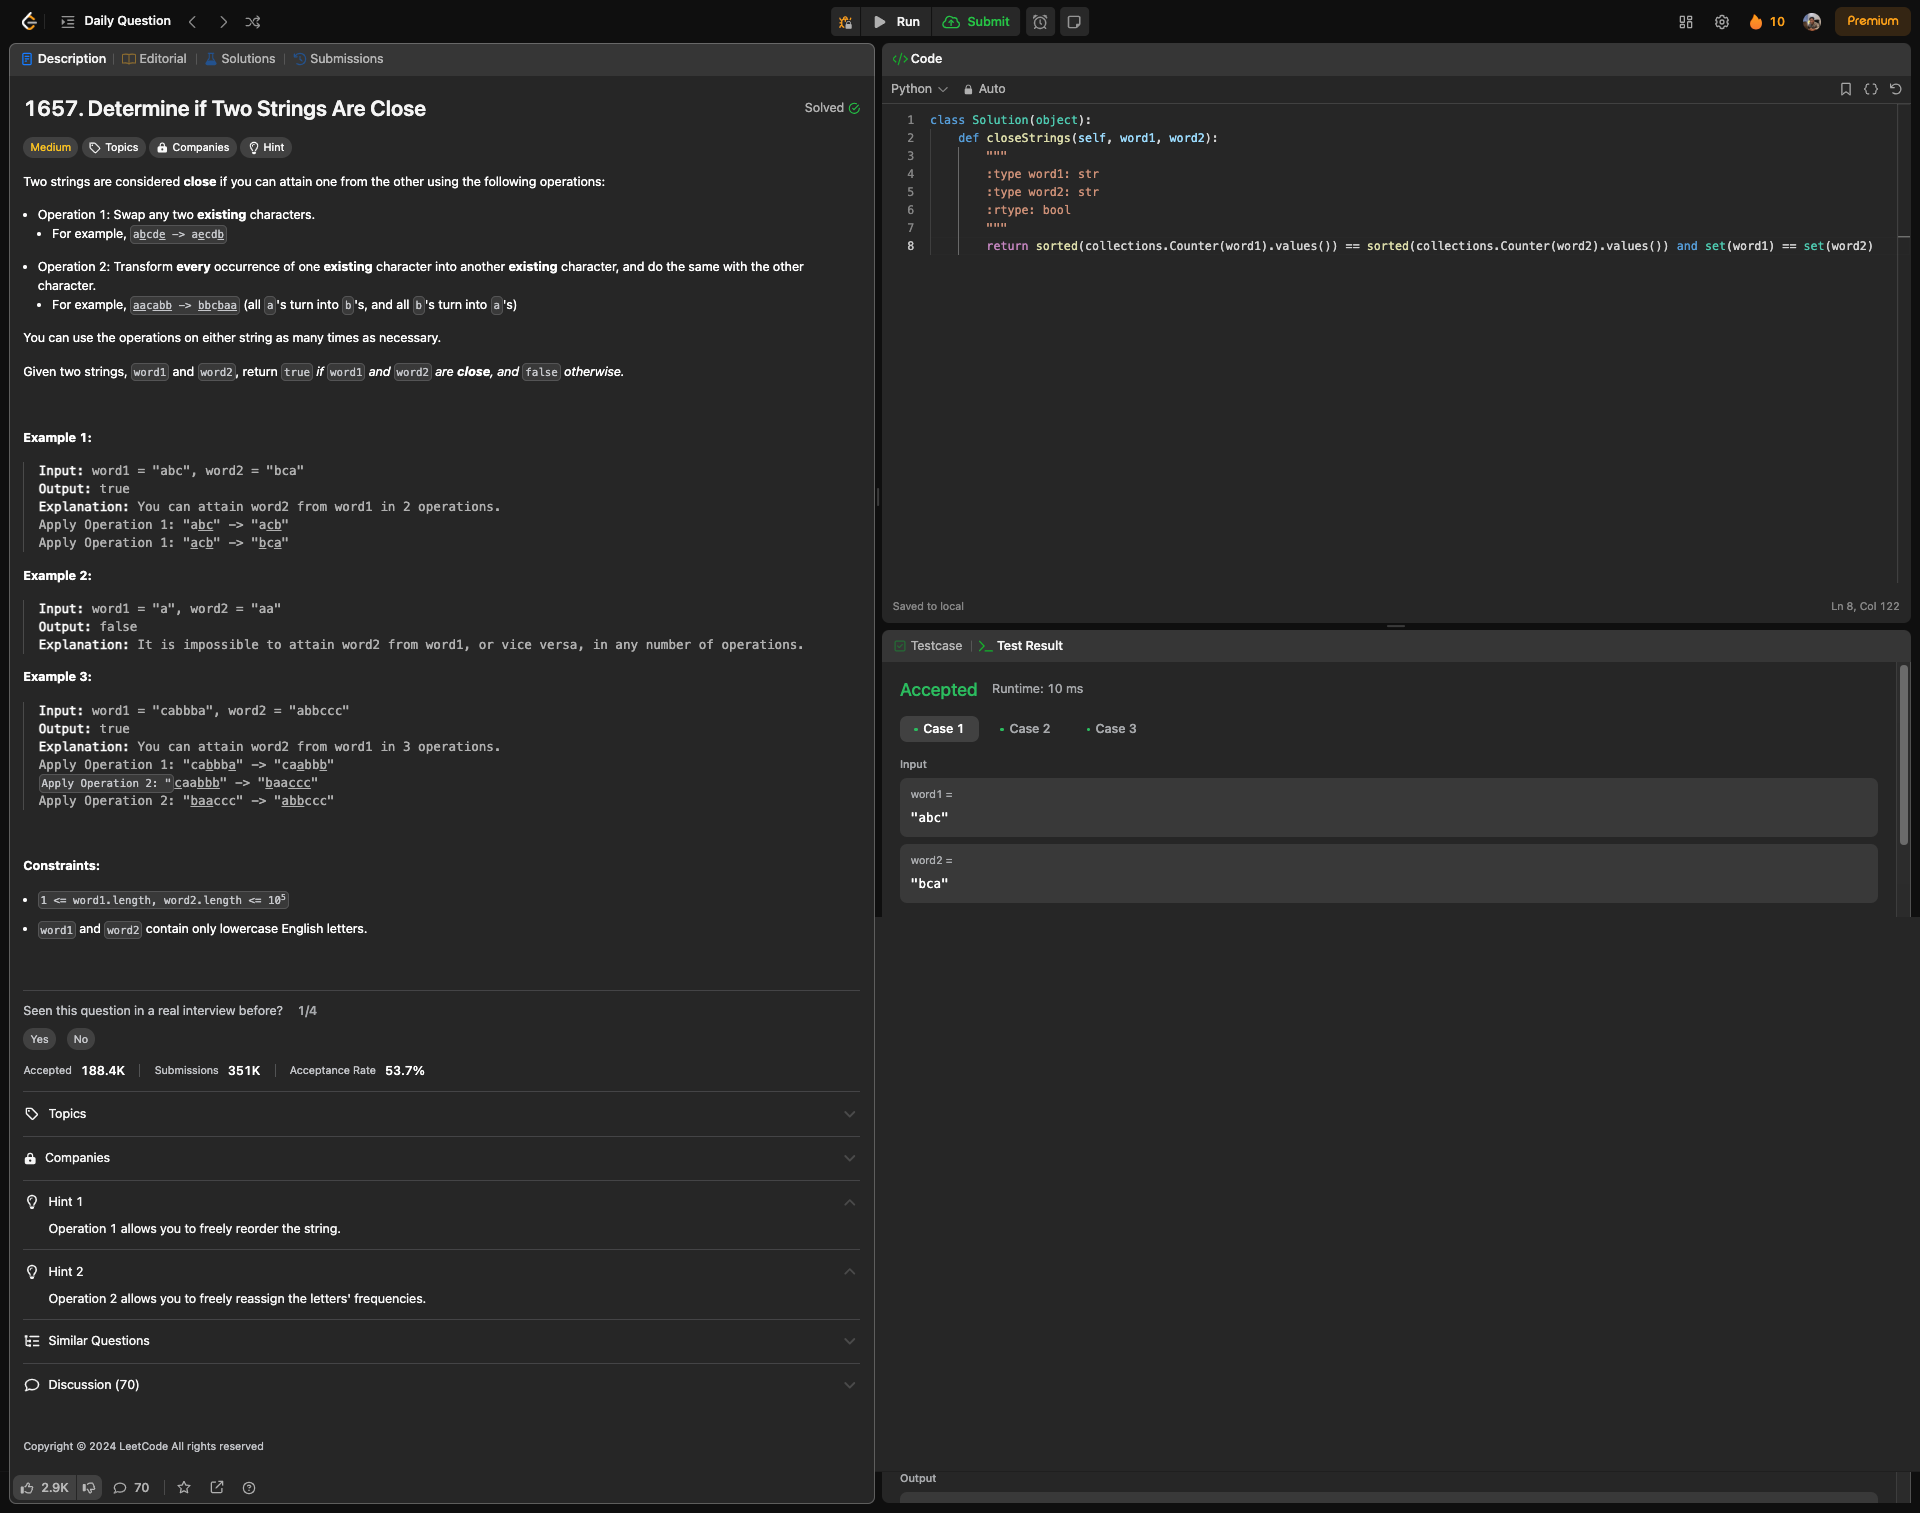 Daily Question
Run
Submit
10
Premium
Description
Editorial
Solutions
Submissions
1657. Determine if Two Strings Are Close
Solved
Medium
Topics
Companies
Hint
Two strings are considered close if you can attain one from the other using the following operations:
• Operation 1: Swap any two existing characters.
• For example, abcde -> aecdb
• Operation 2: Transform every occurrence of one existing character into another existing character, and do the same with the other
character.
• For example, aacabb -> bbcbaa (all a's turn into b's, and all b's turn into a's)
You can use the operations on either string as many times as necessary.
Given two strings, word1 and word2, return true if word1 and word2 are close, and false otherwise.
Example 1:
Input: word1 = "abc", word2 = "bca"
Output: true
Explanation: You can attain word2 from word1 in 2 operations.
Apply Operation 1: "abc" -> "acb"
Apply Operation 1: "acb" -> "bca"
Example 2:
Input: word1 = "a", word2 = "aa"
Output: false
Explanation: It is impossible to attain word2 from word1, or vice versa, in any number of operations.
Example 3:
Input: word1 = "cabbba", word2 = "abbccc"
Output: true
Explanation: You can attain word2 from word1 in 3 operations.
Apply Operation 1: "cabbba" -> "caabbb"
Apply Operation 2: "caabbb" -> "baaccc"
Apply Operation 2: "baaccc" -> "abbccc"
Constraints:
• 1 <= word1.length, word2.length <= 10⁵
• word1 and word2 contain only lowercase English letters.
Seen this question in a real interview before? 1/4
Yes
No
Accepted 188.4K
Submissions 351K
Acceptance Rate 53.7%
Topics
Companies
Hint 1
Operation 1 allows you to freely reorder the string.
Hint 2
Operation 2 allows you to freely reassign the letters' frequencies.
Similar Questions
Discussion (70)
Copyright © 2024 LeetCode All rights reserved
2.9K
70
</> Code
Python
Auto
1 class Solution(object):
2 def closeStrings(self, word1, word2):
3 """
4 :type word1: str
5 :type word2: str
6 :rtype: bool
7 """
8 return sorted(collections.Counter(word1).values()) == sorted(collections.Counter(word2).values()) and set(word1) == set(word2)
Saved to local
Ln 8, Col 122
Testcase
Test Result
Accepted
Runtime: 10 ms
• Case 1
• Case 2
• Case 3
Input
word1 =
"abc"
word2 =
"bca"
Output